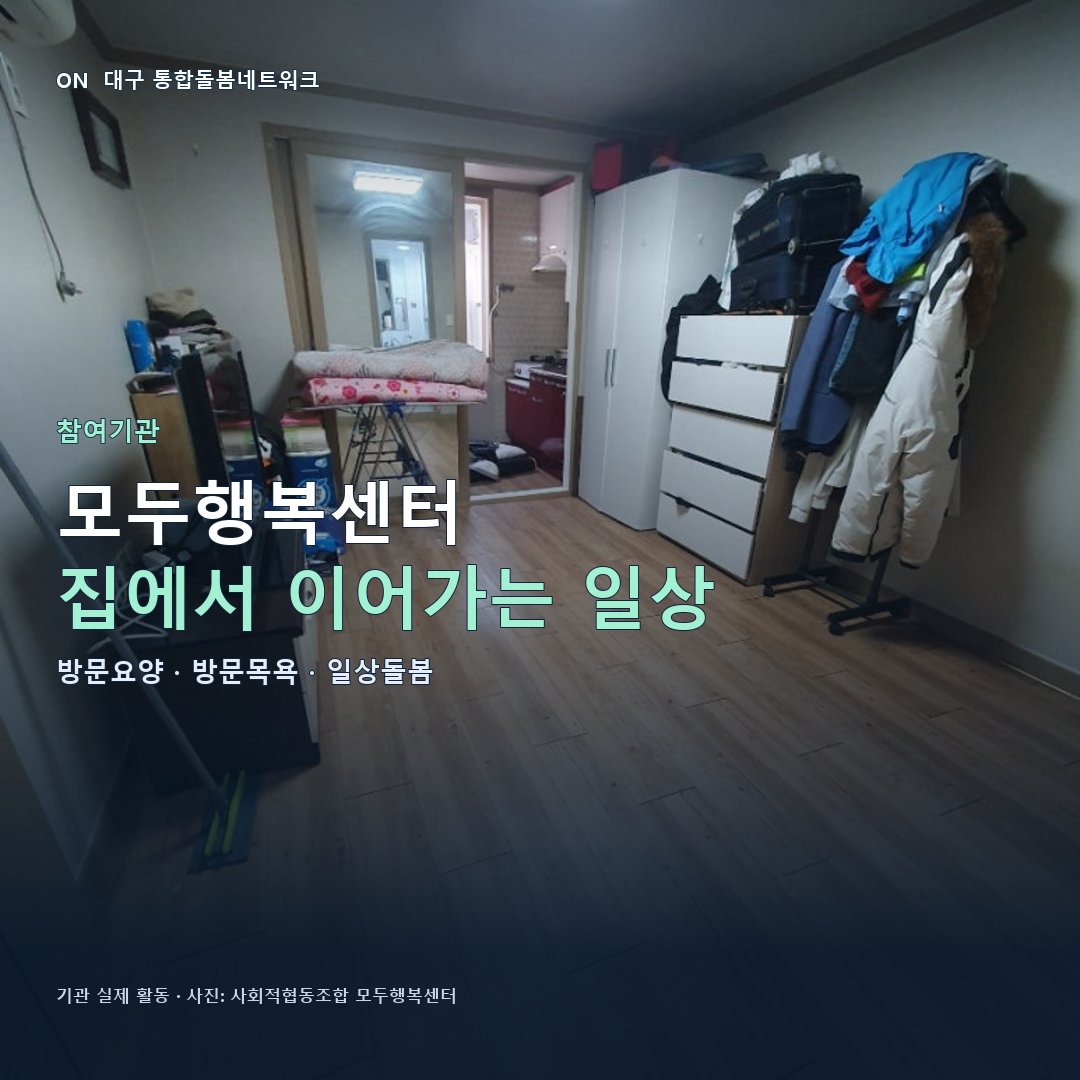 ON 대구 통합돌봄네트워크
참여기관
모두행복센터
집에서 이어가는 일상
방문요양 · 방문목욕 · 일상돌봄
기관 실제 활동 · 사진: 사회적협동조합 모두행복센터